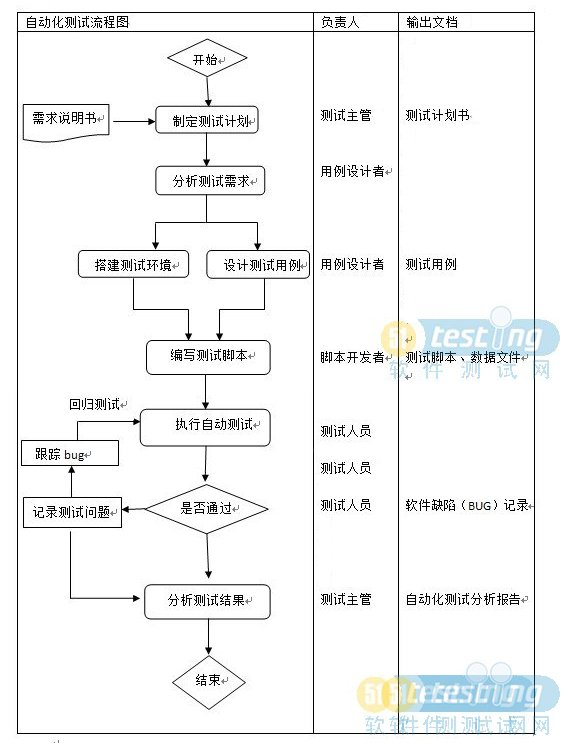 自动化测试流程图
负责人
输出文档
开始
需求说明书
制定测试计划
测试主管
测试计划书
分析测试需求
用例设计者
搭建测试环境
设计测试用例
用例设计者
测试用例
编写测试脚本
脚本开发者
测试脚本、数据文件
51testing
软件测试网
回归测试
执行自动测试
测试人员
跟踪 bug
测试人员
记录测试问题
是否通过
测试人员
软件缺陷（BUG）记录
分析测试结果
测试主管
自动化测试分析报告
结束